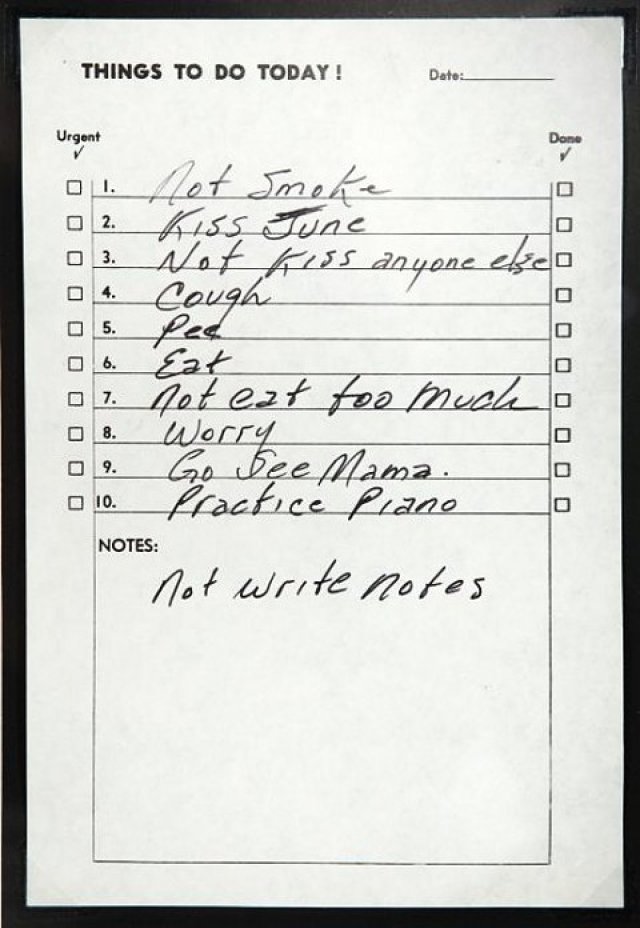 THINGS TO DO TODAY! Date:
Urgent Done
1. Not Smoke
2. Kiss June
3. Not Kiss anyone else
4. Cough
5. Pee
6. Eat
7. Not eat too much
8. Worry
9. Go See Mama.
10. Practice Piano
NOTES:
Not write notes